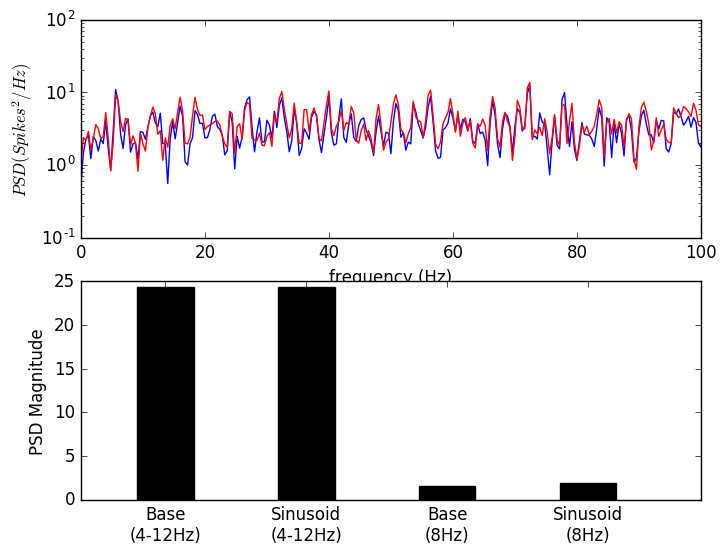 10^2
10^1
10^0
10^-1
PSD(Spikes^2/Hz)
0 20 40 60 80 100
frequency (Hz)
25
20
15
10
5
0
PSD Magnitude
Base Sinusoid Base Sinusoid
(4-12Hz) (4-12Hz) (8Hz) (8Hz)